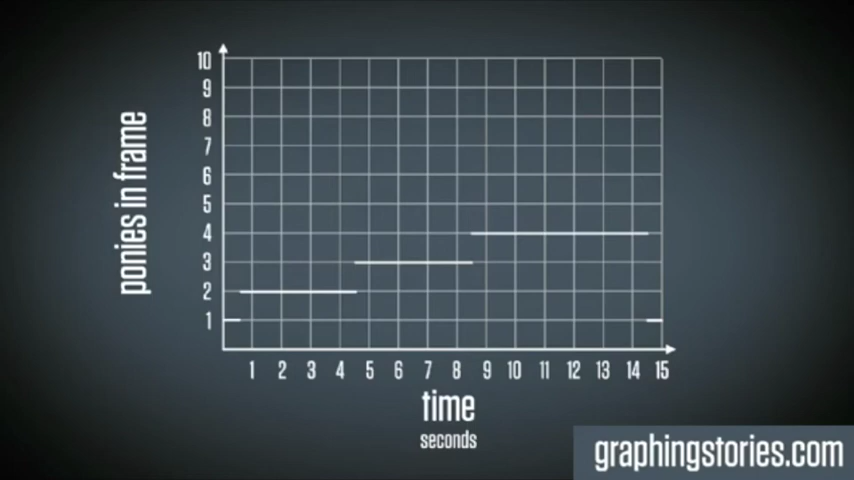 10
9
8
7
6
5
4
3
2
1
ponies in frame
1 2 3 4 5 6 7 8 9 10 11 12 13 14 15
time
seconds
graphingstories.com